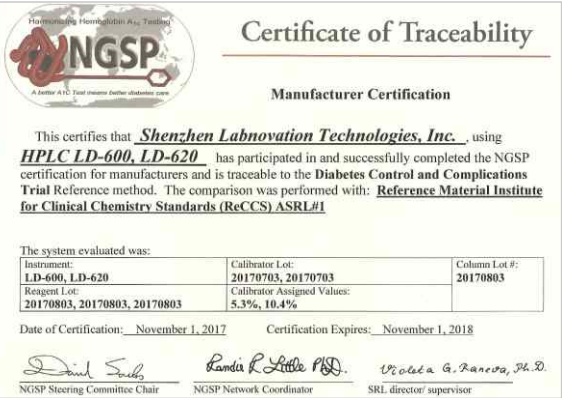 Harmonizing Hemoglobin A1c Testing
NGSP
A better A1C Test means better diabetes care
Certificate of Traceability
Manufacturer Certification
This certifies that Shenzhen Labnovation Technologies, Inc. , using
HPLC LD-600, LD-620 has participated in and successfully completed the NGSP
certification for manufacturers and is traceable to the Diabetes Control and Complications
Trial Reference method. The comparison was performed with: Reference Material Institute
for Clinical Chemistry Standards (ReCCS) ASRL#1
The system evaluated was:
Instrument:
LD-600, LD-620
Calibrator Lot:
20170703, 20170703
Column Lot #:
20170803
Reagent Lot:
20170803, 20170803, 20170803
Calibrator Assigned Values:
5.3%, 10.4%
Date of Certification: November 1, 2017 Certification Expires: November 1, 2018
David Sacks
NGSP Steering Committee Chair
Randie R Little PhD.
NGSP Network Coordinator
Violeta G. Raneva, Ph.D.
SRL director/ supervisor